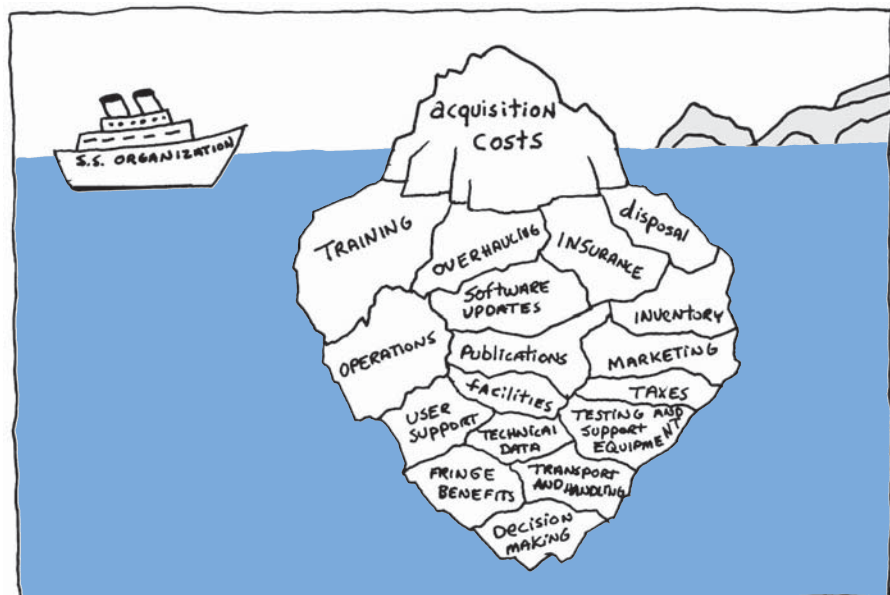 S.S. ORGANIZATION
acquisition
costs
TRAINING
OVERHAULING
INSURANCE
disposal
Software
UPDATES
INVENTORY
OPERATIONS
PUBLICATIONS
MARKETING
facilities
TAXES
USER
SUPPORT
TECHNICAL
DATA
TESTING AND
SUPPORT
EQUIPMENT
FRINGE
BENEFITS
TRANSPORT
AND HANDLING
Decision
MAKING